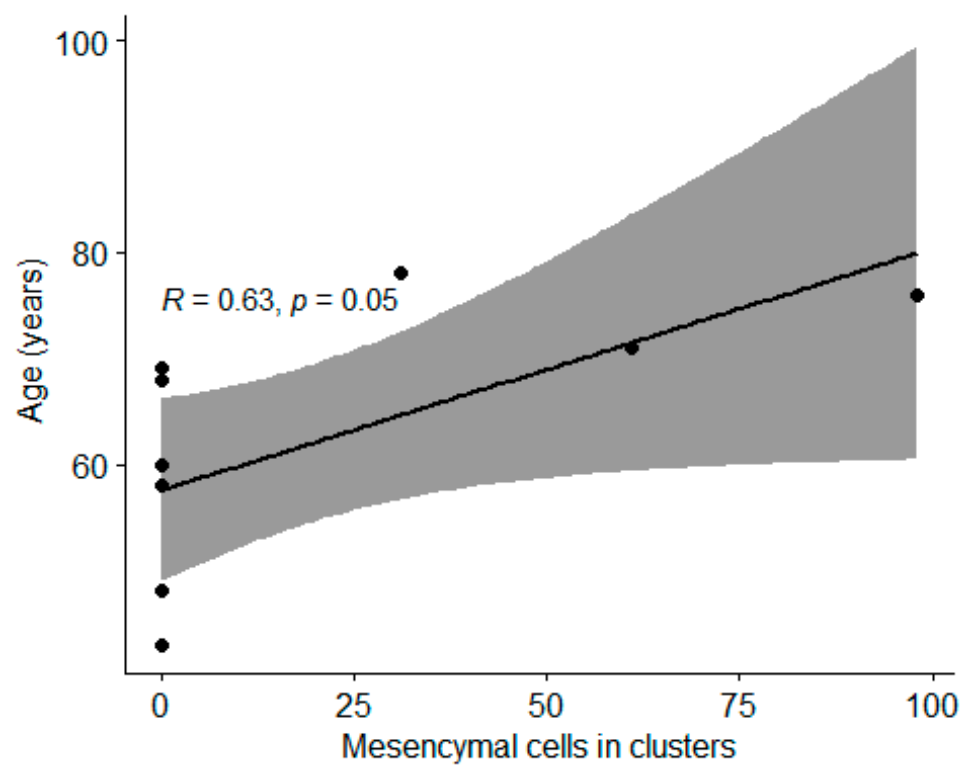 100
80
60
Age (years)
R = 0.63, p = 0.05
0 25 50 75 100
Mesencymal cells in clusters